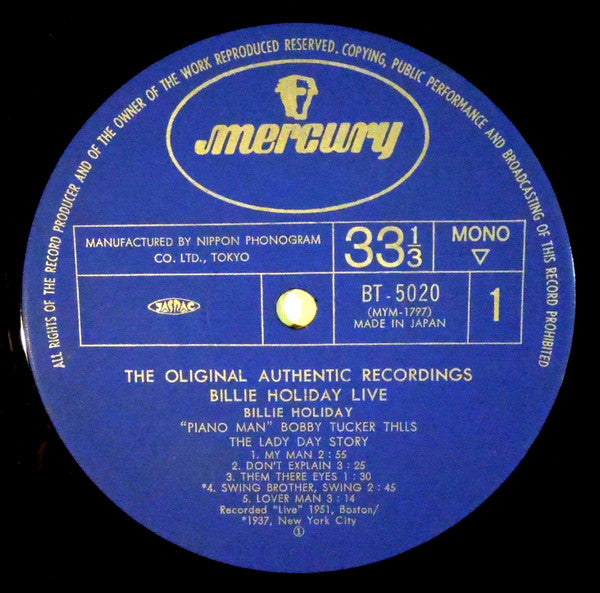 ALL RIGHTS OF THE RECORD PRODUCER AND OF THE OWNER OF THE WORK REPRODUCED RESERVED. COPYING, PUBLIC PERFORMANCE AND BROADCASTING OF THIS RECORD PROHIBITED
mercury
MANUFACTURED BY NIPPON PHONOGRAM
CO. LTD., TOKYO
33 1/3
MONO
▽
JASRAC
BT-5020
(MYM-1797)
MADE IN JAPAN
1
THE OLIGINAL AUTHENTIC RECORDINGS
BILLIE HOLIDAY LIVE
BILLIE HOLIDAY
"PIANO MAN" BOBBY TUCKER THLLS
THE LADY DAY STORY
1. MY MAN 2 : 55
2. DON'T EXPLAIN 3 : 25
3. THEM THERE EYES 1 : 30
*4. SWING BROTHER, SWING 2 : 45
5. LOVER MAN 3 : 14
Recorded "Live" 1951, Boston/
*1937, New York City
①